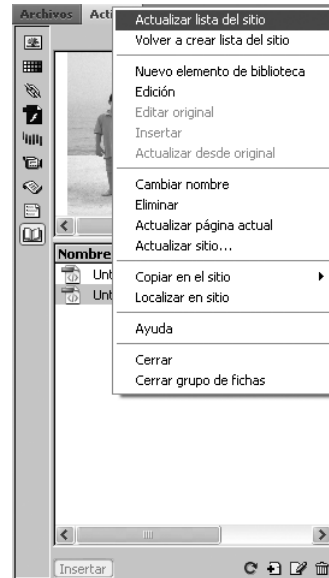 Archivos Acti
Actualizar lista del sitio
Volver a crear lista del sitio
Nuevo elemento de biblioteca
Edición
Editar original
Insertar
Actualizar desde original
Cambiar nombre
Eliminar
Actualizar página actual
Actualizar sitio...
Nombre
Unt
Unt
Copiar en el sitio
Localizar en sitio
Ayuda
Cerrar
Cerrar grupo de fichas
Insertar